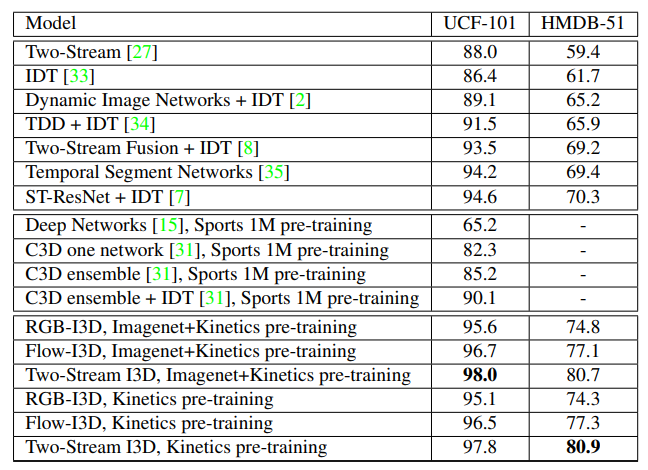 Model UCF-101 HMDB-51
Two-Stream [27] 88.0 59.4
IDT [33] 86.4 61.7
Dynamic Image Networks + IDT [2] 89.1 65.2
TDD + IDT [34] 91.5 65.9
Two-Stream Fusion + IDT [8] 93.5 69.2
Temporal Segment Networks [35] 94.2 69.4
ST-ResNet + IDT [7] 94.6 70.3
Deep Networks [15], Sports 1M pre-training 65.2 -
C3D one network [31], Sports 1M pre-training 82.3 -
C3D ensemble [31], Sports 1M pre-training 85.2 -
C3D ensemble + IDT [31], Sports 1M pre-training 90.1 -
RGB-I3D, Imagenet+Kinetics pre-training 95.6 74.8
Flow-I3D, Imagenet+Kinetics pre-training 96.7 77.1
Two-Stream I3D, Imagenet+Kinetics pre-training 98.0 80.7
RGB-I3D, Kinetics pre-training 95.1 74.3
Flow-I3D, Kinetics pre-training 96.5 77.3
Two-Stream I3D, Kinetics pre-training 97.8 80.9